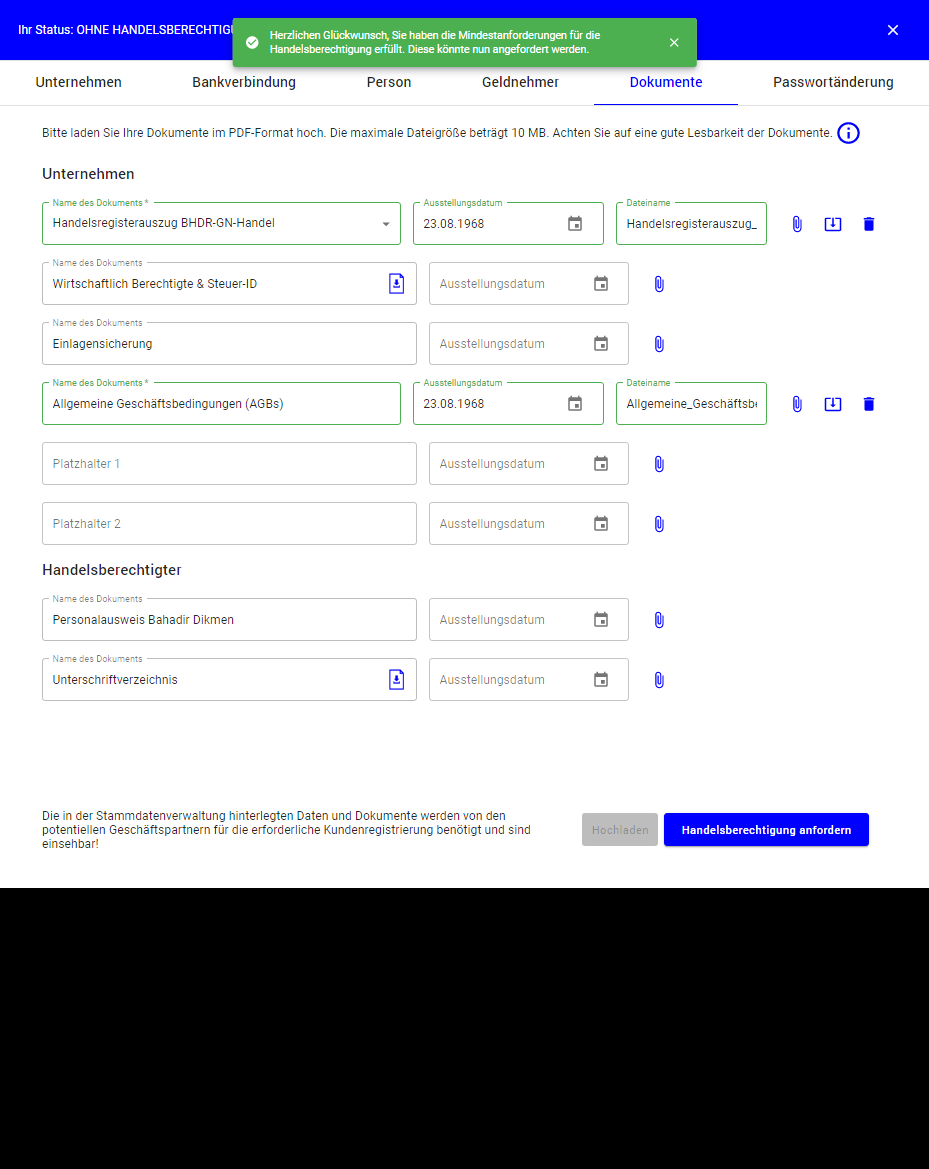 Ihr Status: OHNE HANDELSBERECHTIGU
Herzlichen Glückwunsch, Sie haben die Mindestanforderungen für die
Handelsberechtigung erfüllt. Diese könnte nun angefordert werden.
Unternehmen Bankverbindung Person Geldnehmer Dokumente Passwortänderung
Bitte laden Sie Ihre Dokumente im PDF-Format hoch. Die maximale Dateigröße beträgt 10 MB. Achten Sie auf eine gute Lesbarkeit der Dokumente.
Unternehmen
Name des Dokuments * Ausstellungsdatum Dateiname
Handelsregisterauszug BHDR-GN-Handel 23.08.1968 Handelsregisterauszug_
Name des Dokuments
Wirtschaftlich Berechtigte & Steuer-ID Ausstellungsdatum
Name des Dokuments
Einlagensicherung Ausstellungsdatum
Name des Dokuments * Ausstellungsdatum Dateiname
Allgemeine Geschäftsbedingungen (AGBs) 23.08.1968 Allgemeine_Geschäftsbe
Platzhalter 1 Ausstellungsdatum
Platzhalter 2 Ausstellungsdatum
Handelsberechtigter
Name des Dokuments
Personalausweis Bahadir Dikmen Ausstellungsdatum
Name des Dokuments
Unterschriftverzeichnis Ausstellungsdatum
Die in der Stammdatenverwaltung hinterlegten Daten und Dokumente werden von den
potentiellen Geschäftspartnern für die erforderliche Kundenregistrierung benötigt und sind
einsehbar!
Hochladen Handelsberechtigung anfordern